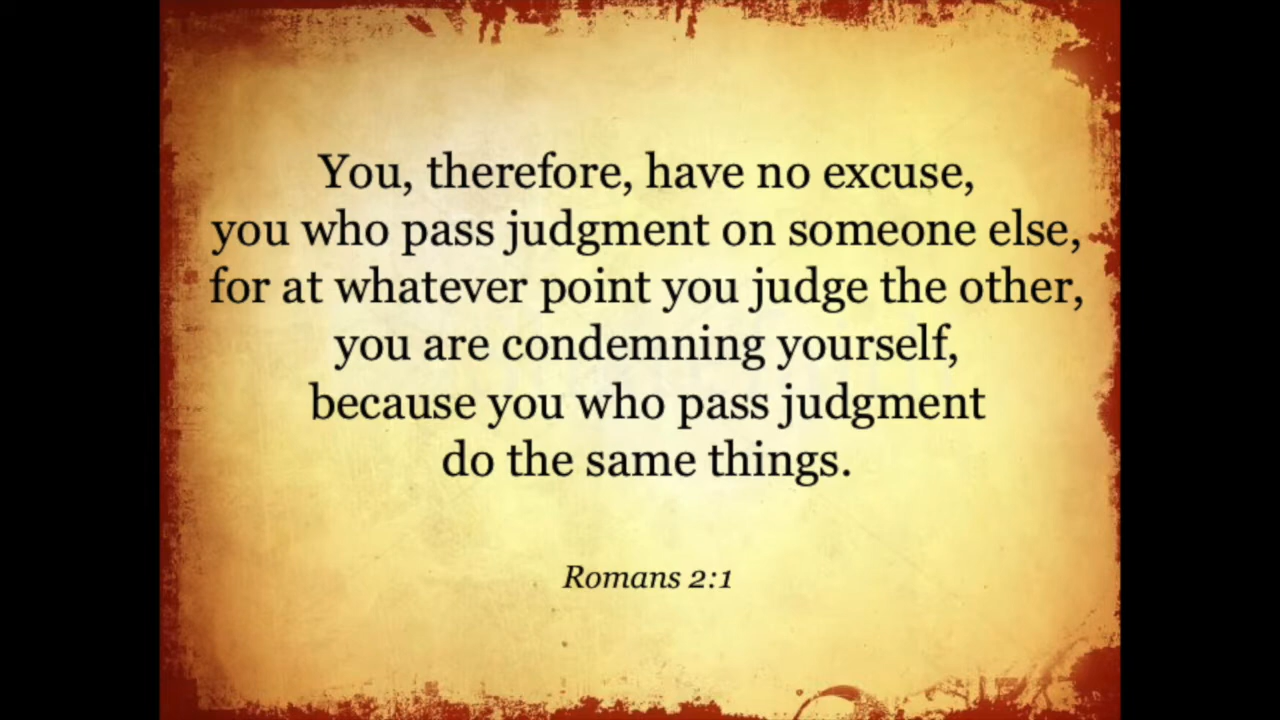 You, therefore, have no excuse,
you who pass judgment on someone else,
for at whatever point you judge the other,
you are condemning yourself,
because you who pass judgment
do the same things.
Romans 2:1